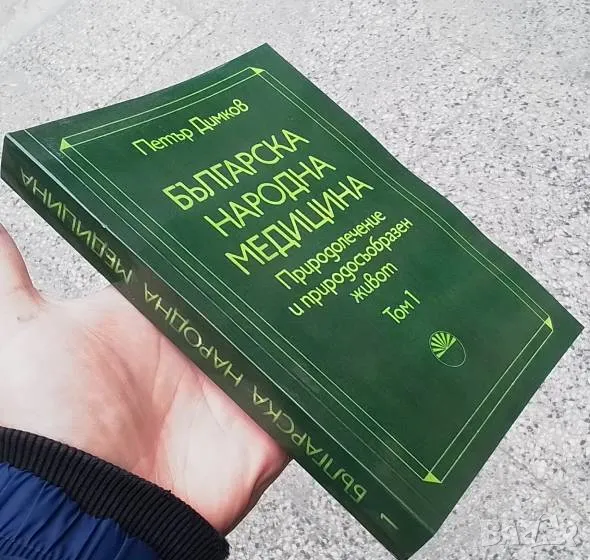 Петър Димков
БЪЛГАРСКА
НАРОДНА
МЕДИЦИНА
Природолечение
и природосъобразен
живот
Том 1
1 БЪЛГАРСКА НАРОДНА МЕДИЦИНА